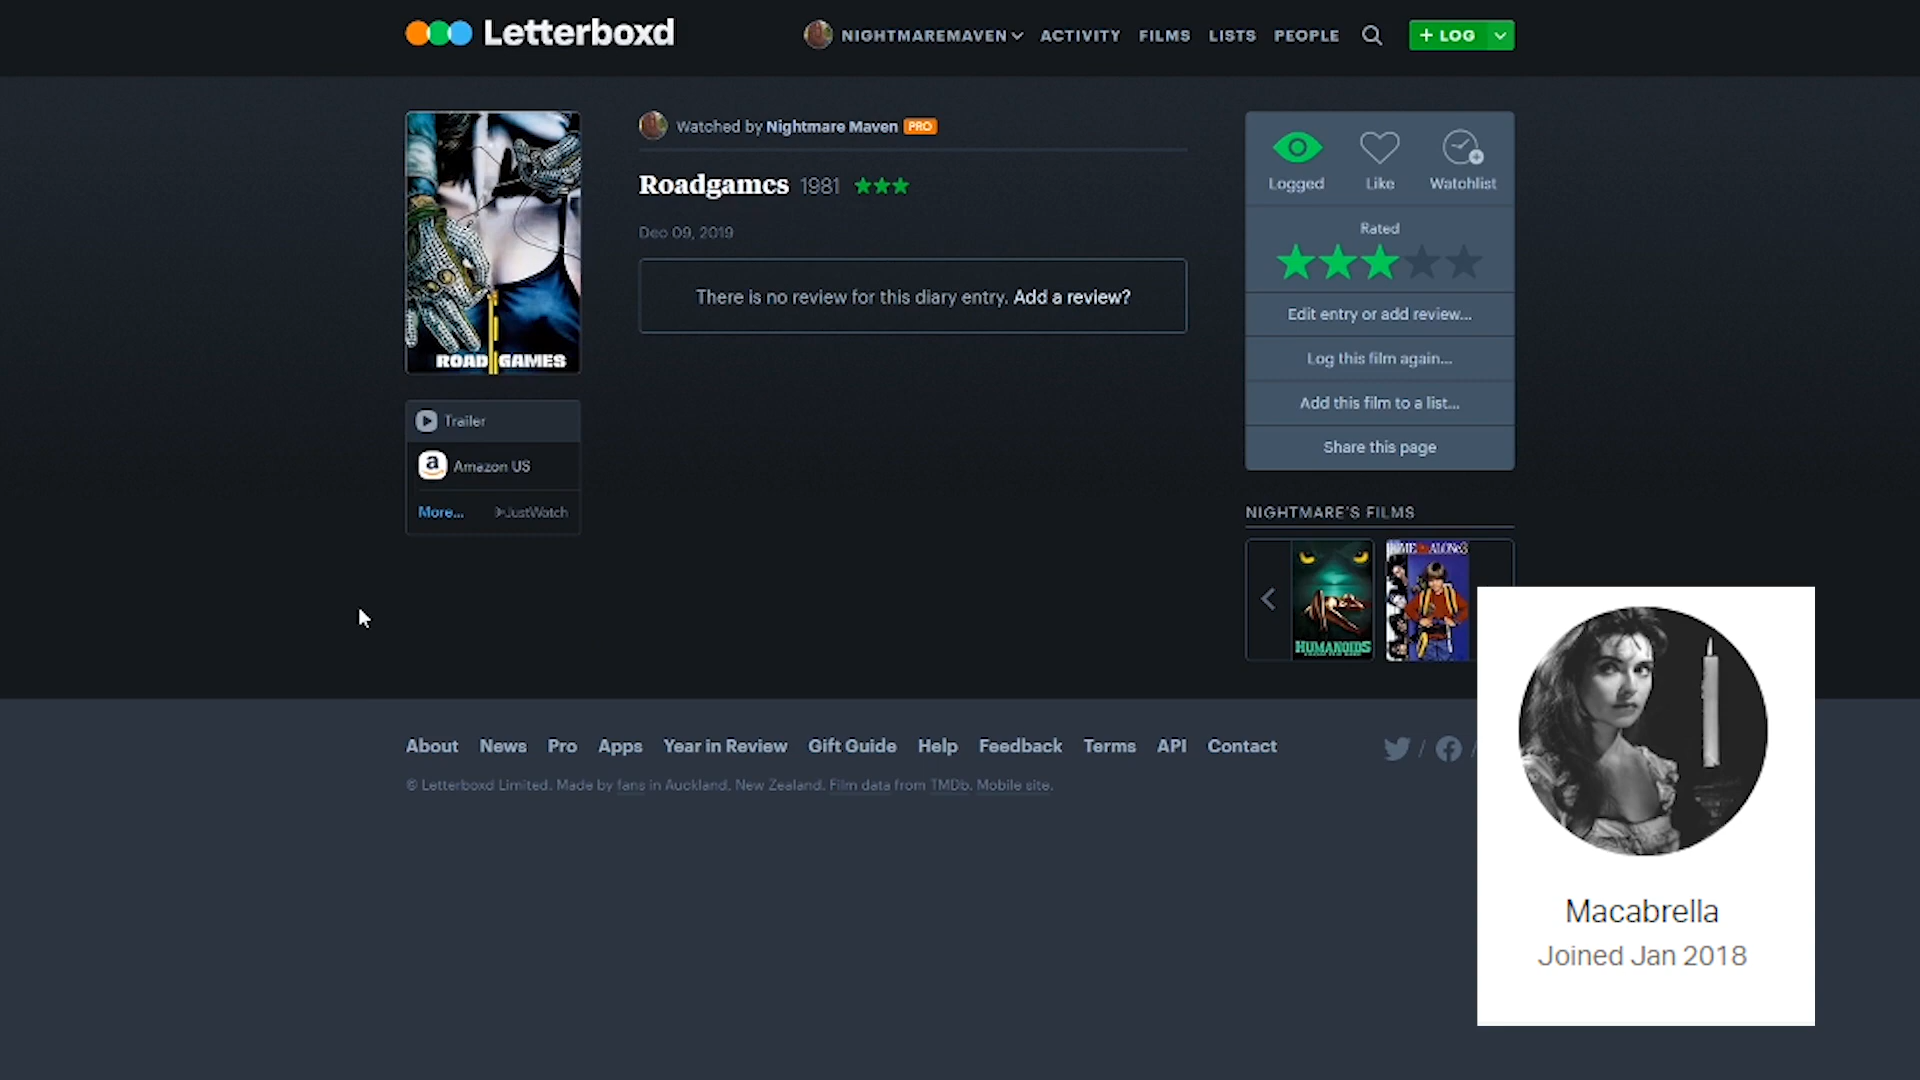 Letterboxd
NIGHTMAREMAVEN ACTIVITY FILMS LISTS PEOPLE + LOG
Watched by Nightmare Maven PRO
Roadgames 1981
Dec 09, 2019
There is no review for this diary entry. Add a review?
ROAD GAMES
Trailer
a Amazon US
More... JustWatch
Logged Like Watchlist
Rated
Edit entry or add review...
Log this film again...
Add this film to a list...
Share this page
NIGHTMARE'S FILMS
HUMANOIDS
ME ALONE3
About News Pro Apps Year in Review Gift Guide Help Feedback Terms API Contact
/ /
© Letterboxd Limited. Made by fans in Auckland, New Zealand. Film data from TMDb. Mobile site.
Macabrella
Joined Jan 2018